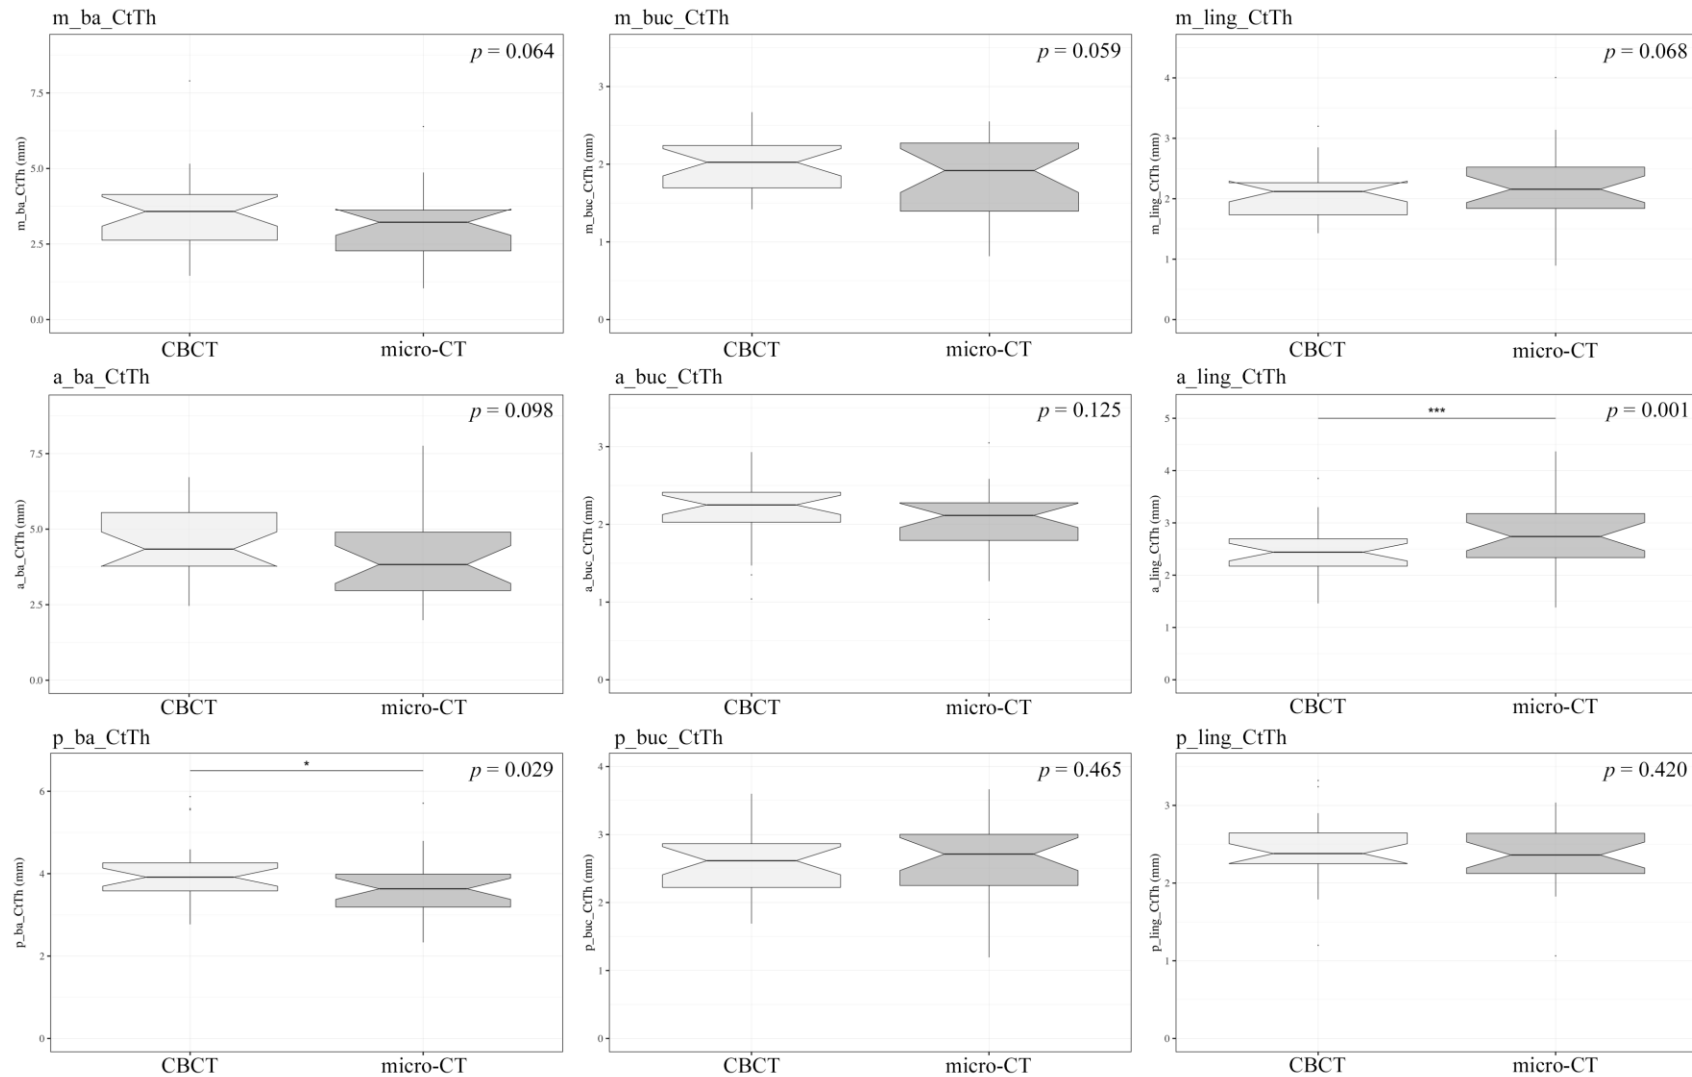 m_ba_CtTh
p = 0.064
m_ba_CtTh (mm)
7.5
5.0
2.5
0.0
CBCT
micro-CT
m_buc_CtTh
p = 0.059
m_buc_CtTh (mm)
3
2
1
0
CBCT
micro-CT
m_ling_CtTh
p = 0.068
m_ling_CtTh (mm)
4
3
2
1
0
CBCT
micro-CT
a_ba_CtTh
p = 0.098
a_ba_CtTh (mm)
7.5
5.0
2.5
0.0
CBCT
micro-CT
a_buc_CtTh
p = 0.125
a_buc_CtTh (mm)
3
2
1
0
CBCT
micro-CT
a_ling_CtTh
***
p = 0.001
a_ling_CtTh (mm)
5
4
3
2
1
0
CBCT
micro-CT
p_ba_CtTh
*
p = 0.029
p_ba_CtTh (mm)
6
4
2
0
CBCT
micro-CT
p_buc_CtTh
p = 0.465
p_buc_CtTh (mm)
4
3
2
1
0
CBCT
micro-CT
p_ling_CtTh
p = 0.420
p_ling_CtTh (mm)
3
2
1
0
CBCT
micro-CT